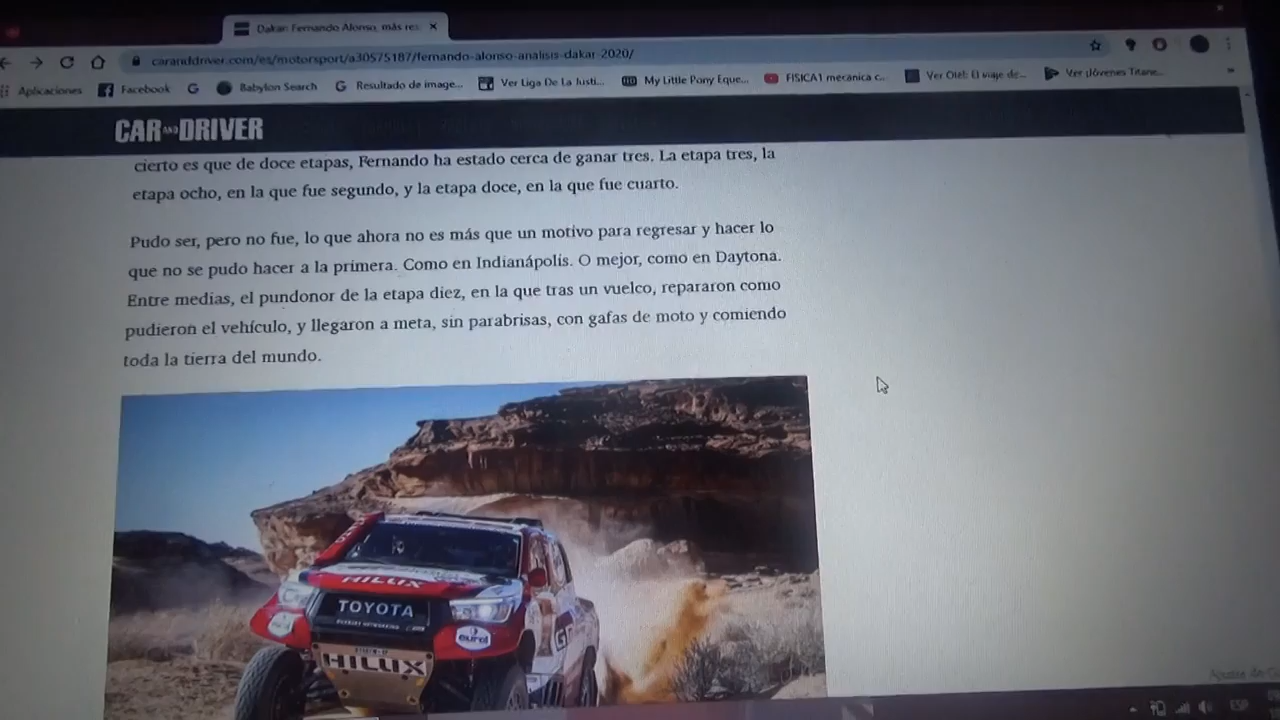 Dakar: Fernando Alonso, más re
caranddriver.com/es/motorsport/a30575187/fernando-alonso-analisis-dakar-2020/
Aplicaciones Facebook Babylon Search Resultado de image... Ver Liga De La Justi... My Little Pony Eque... FISICA1 mecánica c... Ver Otel: El viaje de... Ver ¡Jóvenes Titane...
CAR AND DRIVER
cierto es que de doce etapas, Fernando ha estado cerca de ganar tres. La etapa tres, la
etapa ocho, en la que fue segundo, y la etapa doce, en la que fue cuarto.
Pudo ser, pero no fue, lo que ahora no es más que un motivo para regresar y hacer lo
que no se pudo hacer a la primera. Como en Indianápolis. O mejor, como en Daytona.
Entre medias, el pundonor de la etapa diez, en la que tras un vuelco, repararon como
pudieron el vehículo, y llegaron a meta, sin parabrisas, con gafas de moto y comiendo
toda la tierra del mundo.
HILUX
TOYOTA
eurol
HILUX
ESP